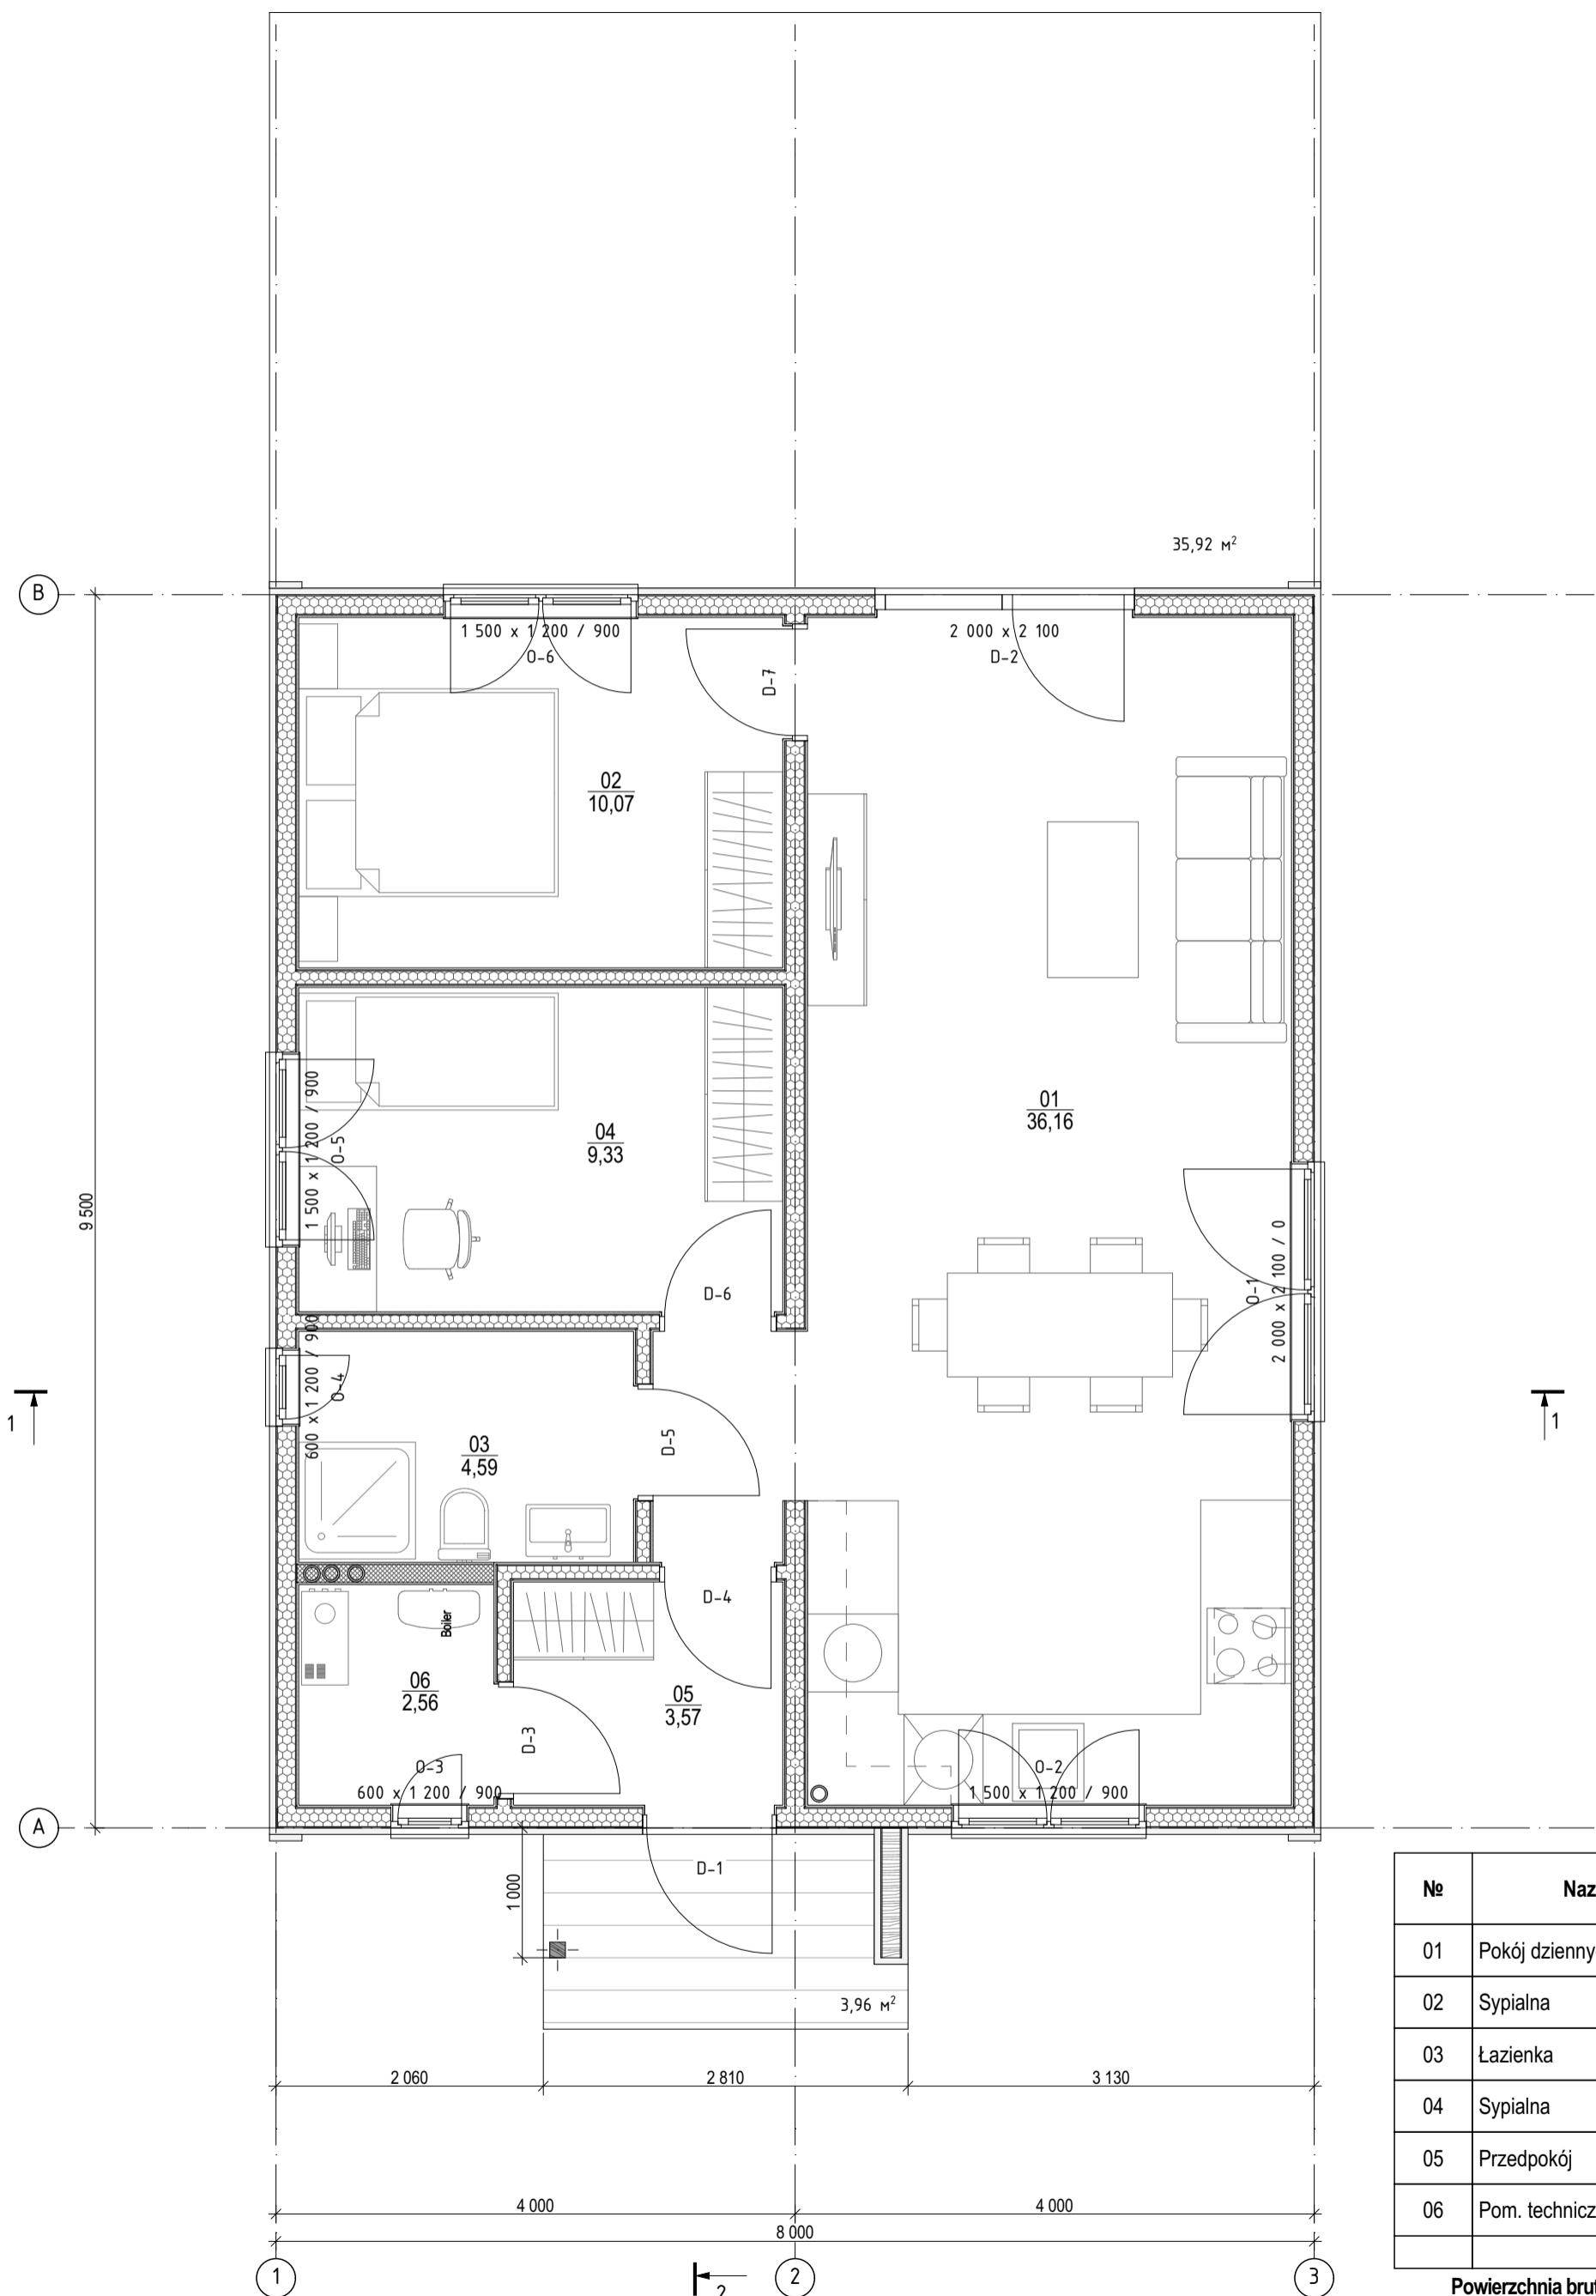 35,92 м²
B
1 500 x 1 200 / 900
O-6
D-7
2 000 x 2 100
D-2
02
10,07
01
36,16
1 500 x 1 200 / 900
O-5
04
9,33
9 500
D-6
2 000 x 2 100 / 0
O-1
600 x 1 200 / 900
O-4
1
1
03
4,59
D-5
D-4
Boiler
06
2,56
05
3,57
D-3
O-3
600 x 1 200 / 900
O-2
1 500 x 1 200 / 900
A
D-1
1 000
3,96 м²
№ Naz
01 Pokój dzienny
02 Sypialna
03 Łazienka
04 Sypialna
05 Przedpokój
06 Pom. technicz
Powierzchnia bru
2 060 2 810 3 130
4 000 4 000
8 000
1 2 3
2